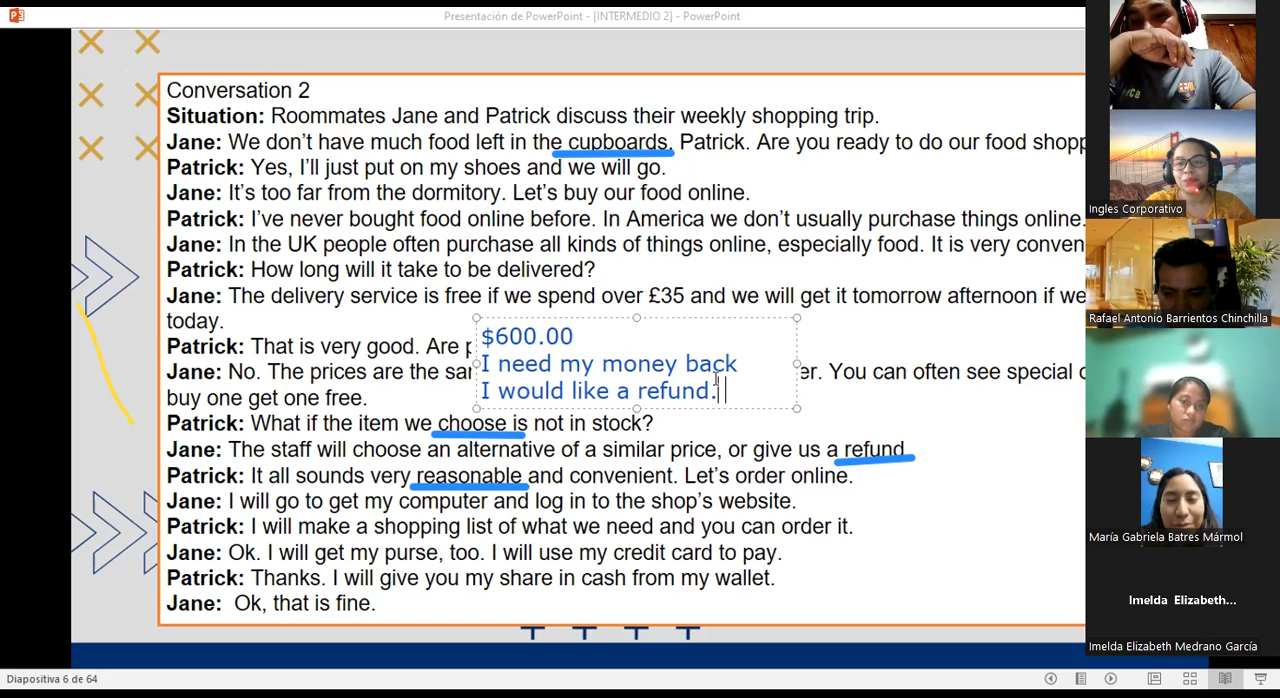 Presentación de PowerPoint - [INTERMEDIO 2] - PowerPoint
Conversation 2
Situation: Roommates Jane and Patrick discuss their weekly shopping trip.
Jane: We don't have much food left in the cupboards, Patrick. Are you ready to do our food
Patrick: Yes, I'll just put on my shoes and we will go.
Jane: It's too far from the dormitory. Let's buy our food online.
Patrick: I've never bought food online before. In America we don't usually purchase things online.
Jane: In the UK people often purchase all kinds of things online, especially food. It is very
Patrick: How long will it take to be delivered?
Jane: The delivery service is free if we spend over £35 and we will get it tomorrow afternoon if we
today.
Patrick: That is very good. Are
Jane: No. The prices are the
You can often see special
buy one get one free.
$600.00
I need my money back
I would like a refund.
Patrick: What if the item we choose is not in stock?
Jane: The staff will choose an alternative of a similar price, or give us a refund
Patrick: It all sounds very reasonable and convenient. Let's order online.
Jane: I will go to get my computer and log in to the shop's website.
Patrick: I will make a shopping list of what we need and you can order it.
Jane: Ok. I will get my purse, too. I will use my credit card to pay.
Patrick: Thanks. I will give you my share in cash from my wallet.
Jane: Ok, that is fine.
Diapositiva 6 de 64
Ingles Corporativo
Rafael Antonio Barrientos Chinchilla
María Gabriela Batres Mármol
Imelda Elizabeth...
Imelda Elizabeth Medrano García